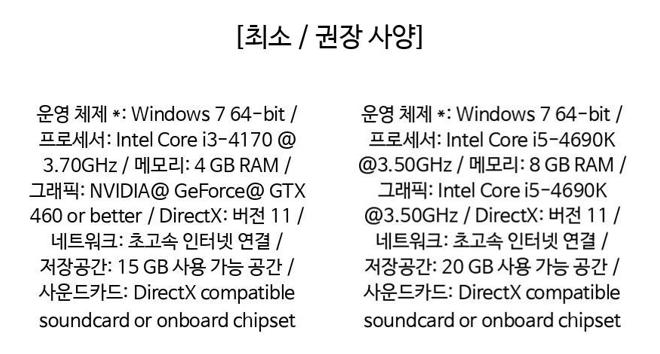 [최소 / 권장 사양]
운영 체제 *: Windows 7 64-bit /
프로세서: Intel Core i3-4170 @
3.70GHz / 메모리: 4 GB RAM /
그래픽: NVIDIA@ GeForce@ GTX
460 or better / DirectX: 버전 11 /
네트워크: 초고속 인터넷 연결 /
저장공간: 15 GB 사용 가능 공간 /
사운드카드: DirectX compatible
soundcard or onboard chipset
운영 체제 *: Windows 7 64-bit /
프로세서: Intel Core i5-4690K
@3.50GHz / 메모리: 8 GB RAM /
그래픽: Intel Core i5-4690K
@3.50GHz / DirectX: 버전 11 /
네트워크: 초고속 인터넷 연결 /
저장공간: 20 GB 사용 가능 공간 /
사운드카드: DirectX compatible
soundcard or onboard chipset